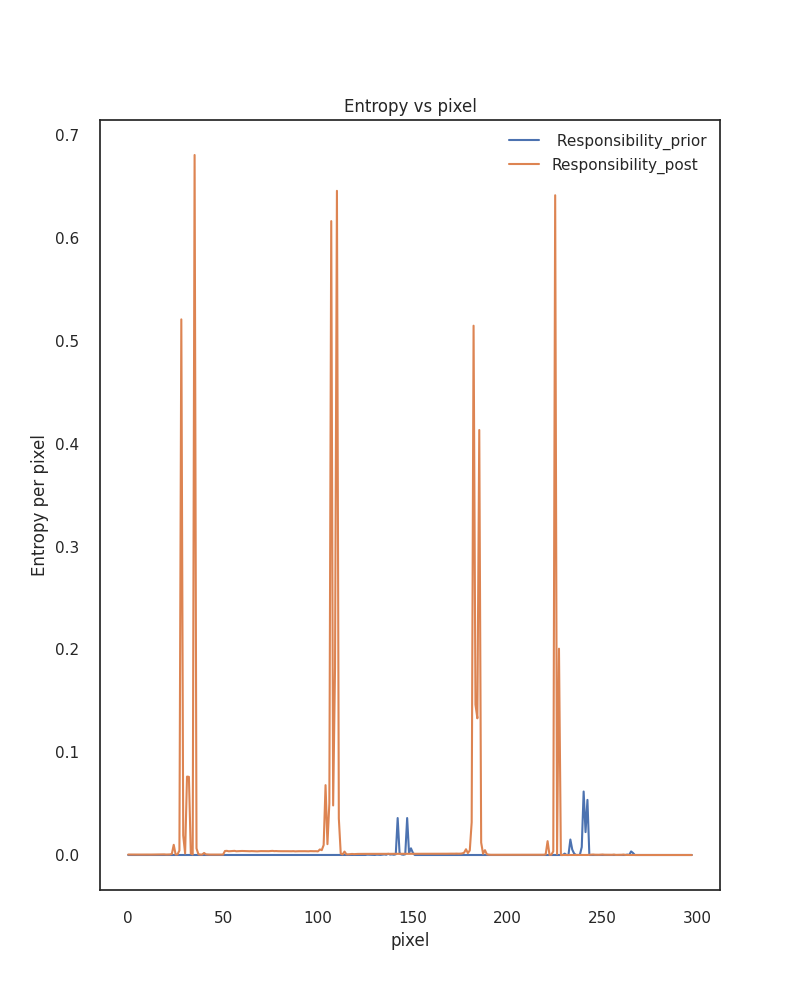 Entropy vs pixel
Responsibility_prior
Responsibility_post
Entropy per pixel
0.7
0.6
0.5
0.4
0.3
0.2
0.1
0.0
0 50 100 150 200 250 300
pixel